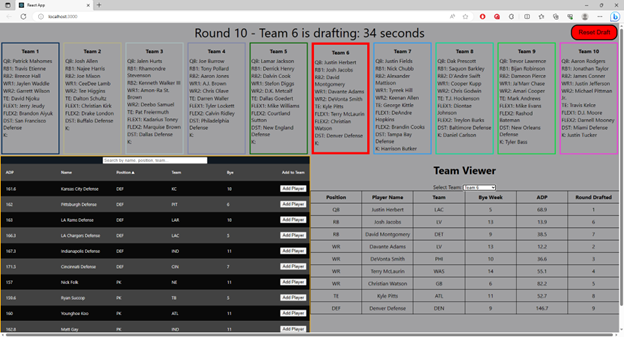 React App
localhost:3000
Round 10 - Team 6 is drafting: 34 seconds
Reset Draft
Team 1
QB: Patrick Mahomes
RB1: Travis Etienne
RB2: Breece Hall
WR1: Jaylen Waddle
WR2: Garrett Wilson
TE: David Njoku
FLEX1: Jerry Jeudy
FLEX2: Brandon Aiyuk
DST: San Francisco
Defense
K:
Team 2
QB: Josh Allen
RB1: Najee Harris
RB2: Joe Mixon
WR1: CeeDee Lamb
WR2: Tee Higgins
TE: Dalton Schultz
FLEX1: Christian Kirk
FLEX2: Drake London
DST: Buffalo Defense
K:
Team 3
QB: Jalen Hurts
RB1: Rhamondre
Stevenson
RB2: Kenneth Walker III
WR1: Amon-Ra St.
Brown
WR2: Deebo Samuel
TE: Pat Freiermuth
FLEX1: Diontae Johnson
FLEX2: Marquise Brown
DST: Dallas Defense
K:
Team 4
QB: Joe Burrow
RB1: Tony Pollard
RB2: Aaron Jones
WR1: A.J. Brown
WR2: Chris Olave
TE: Darren Waller
FLEX1: Tyler Lockett
FLEX2: Calvin Ridley
DST: Philadelphia
Defense
K:
Team 5
QB: Lamar Jackson
RB1: Derrick Henry
RB2: Dalvin Cook
WR1: Stefon Diggs
WR2: D.K. Metcalf
TE: Dallas Goedert
FLEX1: Mike Williams
FLEX2: Courtland
Sutton
DST: New England
Defense
K:
Team 6
QB: Justin Herbert
RB1: Josh Jacobs
RB2: David
Montgomery
WR1: Davante Adams
WR2: DeVonta Smith
TE: Kyle Pitts
FLEX1: Terry McLaurin
FLEX2: Christian
Watson
DST: Denver Defense
K:
Team 7
QB: Justin Fields
RB1: Nick Chubb
RB2: Alexander
Mattison
WR1: Tyreek Hill
WR2: Keenan Allen
TE: George Kittle
FLEX1: DeAndre
Hopkins
FLEX2: Brandin Cooks
DST: Tampa Bay
Defense
K: Harrison Butker
Team 8
QB: Dak Prescott
RB1: Saquon Barkley
RB2: D'Andre Swift
WR1: Cooper Kupp
WR2: Chris Godwin
TE: T.J. Hockenson
FLEX1: Diontae
Johnson
FLEX2: Treylon Burks
DST: Baltimore Defense
K: Daniel Carlson
Team 9
QB: Trevor Lawrence
RB1: Bijan Robinson
RB2: Dameon Pierce
WR1: Ja'Marr Chase
WR2: Amari Cooper
TE: Mark Andrews
FLEX1: Mike Evans
FLEX2: Rashod
Bateman
DST: New Orleans
Defense
K: Tyler Bass
Team 10
QB: Aaron Rodgers
RB1: Jonathan Taylor
RB2: James Conner
WR1: Justin Jefferson
WR2: Michael Pittman
Jr.
TE: Travis Kelce
FLEX1: D.J. Moore
FLEX2: Darnell Mooney
DST: Miami Defense
K: Justin Tucker
Search by name, position, team...
ADP Name Position ▲ Team Bye Add to Team
161.6 Kansas City Defense DEF KC 10 Add Player
162 Pittsburgh Defense DEF PIT 6 Add Player
163 LA Rams Defense DEF LAR 10 Add Player
166.3 LA Chargers Defense DEF LAC 5 Add Player
167.3 Indianapolis Defense DEF IND 11 Add Player
171.5 Cincinnati Defense DEF CIN 7 Add Player
157 Nick Folk PK NE 11 Add Player
159.6 Ryan Succop PK TB 5 Add Player
160 Younghoe Koo PK ATL 11 Add Player
192.8 Matt Gay PK IND 11 Add Player
Team Viewer
Select Team: Team 6
Position Player Name Team Bye Week ADP Round Drafted
QB Justin Herbert LAC 5 68.9 1
RB Josh Jacobs LV 13 13.9 6
RB David Montgomery DET 9 38.5 7
WR Davante Adams LV 13 12.2 2
WR DeVonta Smith PHI 10 36.6 3
WR Terry McLaurin WAS 14 55.1 4
WR Christian Watson GB 6 82.2 5
TE Kyle Pitts ATL 11 52.7 8
DEF Denver Defense DEN 9 146.7 9